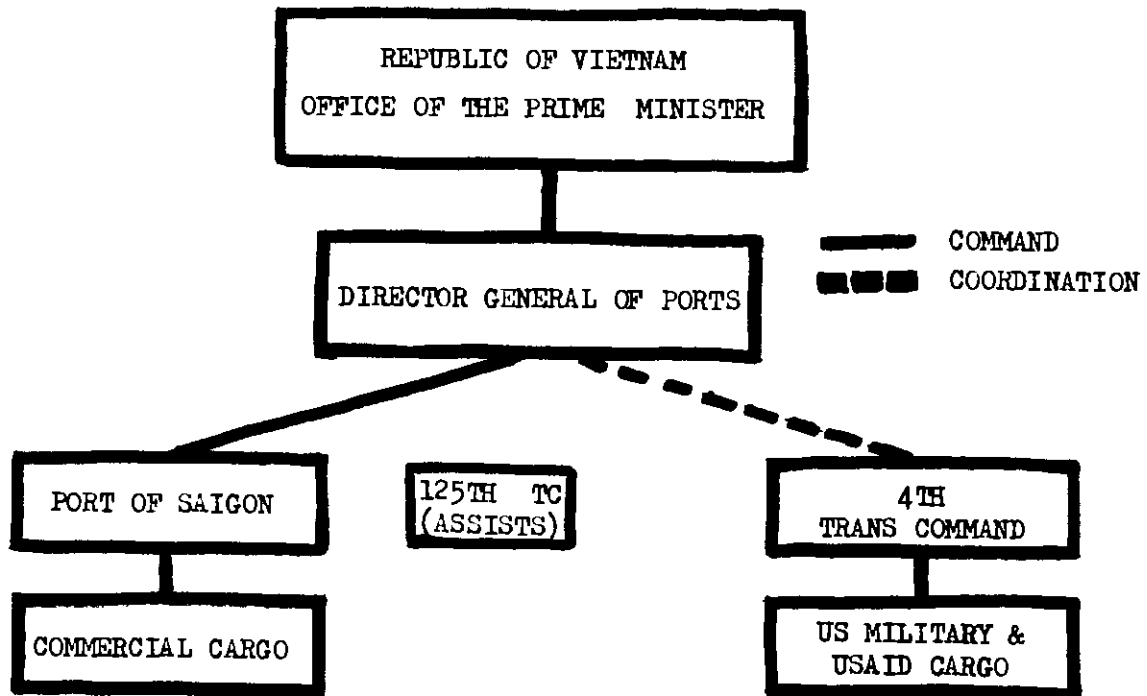 REPUBLIC OF VIETNAM
OFFICE OF THE PRIME MINISTER
DIRECTOR GENERAL OF PORTS
COMMAND
COORDINATION
PORT OF SAIGON
125TH TC
(ASSISTS)
4TH
TRANS COMMAND
COMMERCIAL CARGO
US MILITARY &
USAID CARGO